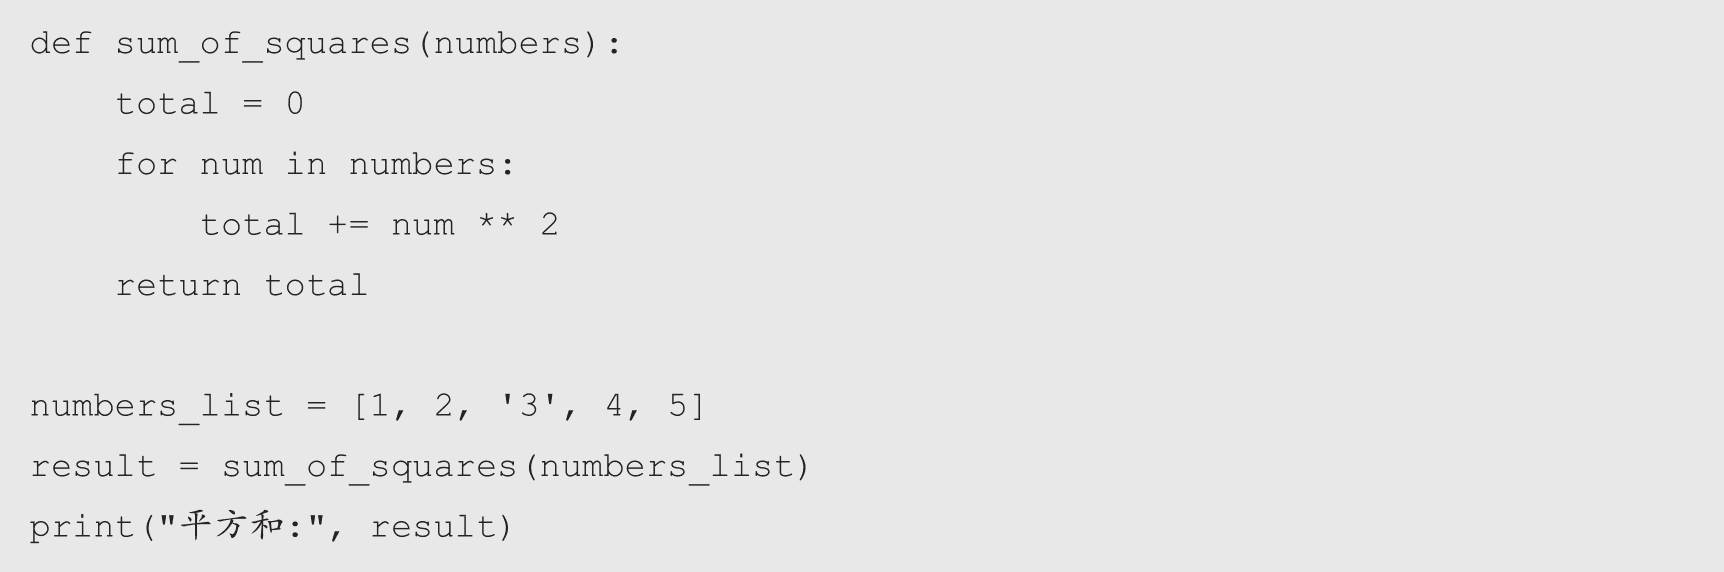 def sum_of_squares(numbers):
    total = 0
    for num in numbers:
        total += num ** 2
    return total

numbers_list = [1, 2, '3', 4, 5]
result = sum_of_squares(numbers_list)
print("平方和:", result)